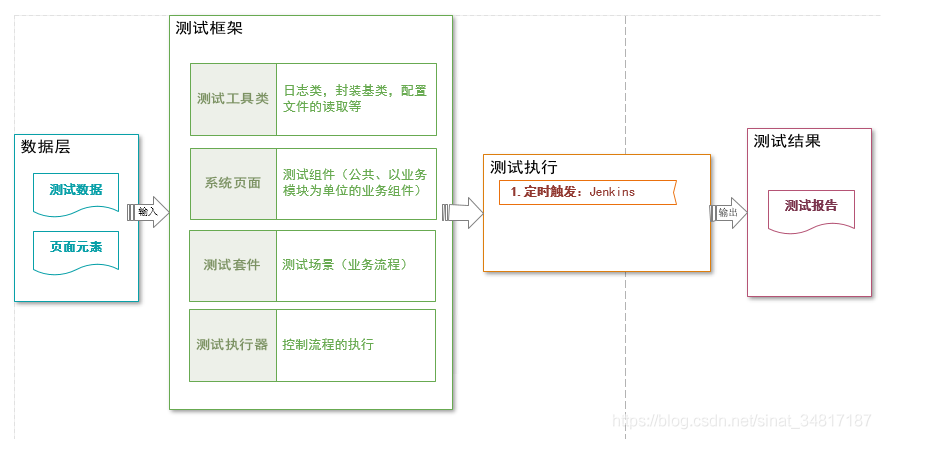 数据层
测试数据
页面元素
输入
测试框架
测试工具类
日志类，封装基类，配置
文件的读取等
系统页面
测试组件（公共、以业务
模块为单位的业务组件）
测试套件
测试场景（业务流程）
测试执行器
控制流程的执行
测试执行
1. 定时触发：Jenkins
输出
测试结果
测试报告
https://blog.csdn.net/sinat_34817187